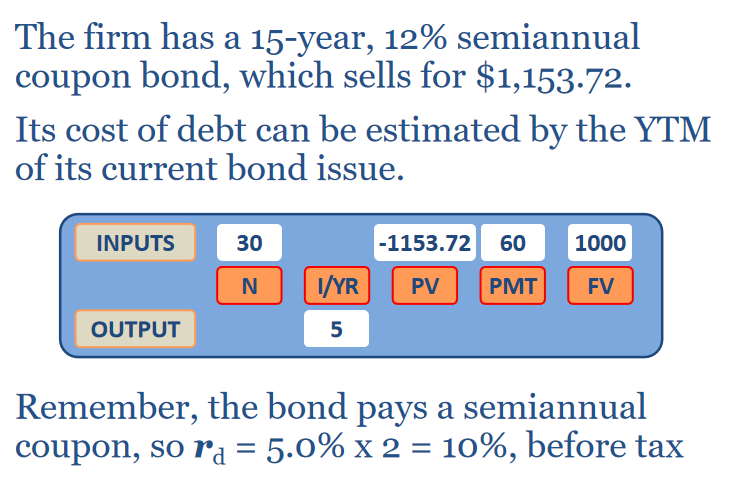 The firm has a 15-year, 12% semiannual
coupon bond, which sells for $1,153.72.
Its cost of debt can be estimated by the YTM
of its current bond issue.
INPUTS 30 -1153.72 60 1000
N I/YR PV PMT FV
OUTPUT 5
Remember, the bond pays a semiannual
coupon, so rd = 5.0% x 2 = 10%, before tax